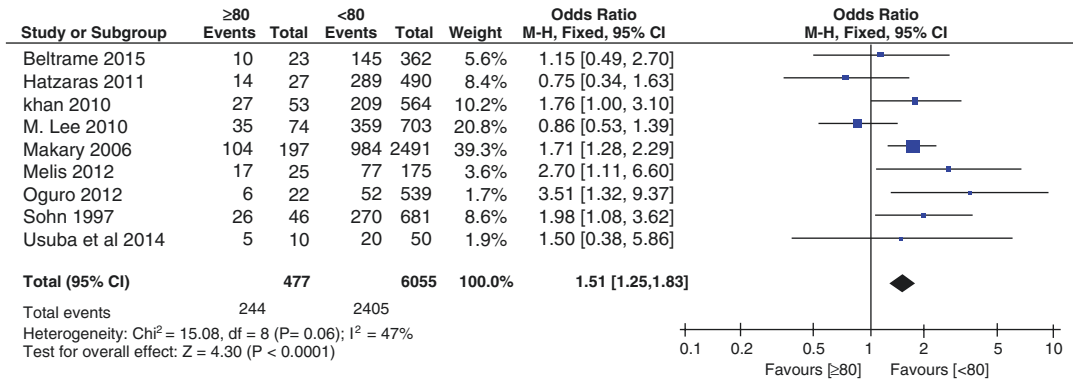 ≥80 <80 Odds Ratio Odds Ratio
Study or Subgroup Events Total Events Total Weight M-H, Fixed, 95% CI M-H, Fixed, 95% CI
Beltrame 2015 10 23 145 362 5.6% 1.15 [0.49, 2.70]
Hatzaras 2011 14 27 289 490 8.4% 0.75 [0.34, 1.63]
khan 2010 27 53 209 564 10.2% 1.76 [1.00, 3.10]
M. Lee 2010 35 74 359 703 20.8% 0.86 [0.53, 1.39]
Makary 2006 104 197 984 2491 39.3% 1.71 [1.28, 2.29]
Melis 2012 17 25 77 175 3.6% 2.70 [1.11, 6.60]
Oguro 2012 6 22 52 539 1.7% 3.51 [1.32, 9.37]
Sohn 1997 26 46 270 681 8.6% 1.98 [1.08, 3.62]
Usuba et al 2014 5 10 20 50 1.9% 1.50 [0.38, 5.86]
Total (95% CI) 477 6055 100.0% 1.51 [1.25,1.83]
Total events 244 2405
Heterogeneity: Chi² = 15.08, df = 8 (P= 0.06); I² = 47%
Test for overall effect: Z = 4.30 (P < 0.0001)
0.1 0.2 0.5 1 2 5 10
Favours [≥80] Favours [<80]